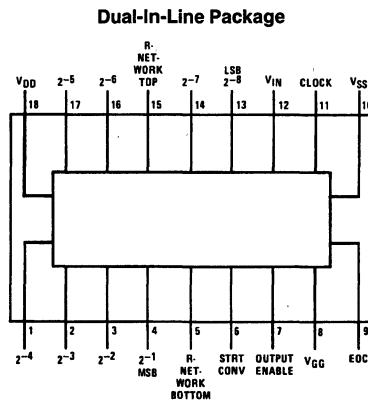 Dual-In-Line Package
R-
NET-
WORK
TOP
LSB
VDD 2-5 2-6 2-7 2-8 VIN CLOCK VSS
18 17 16 15 14 13 12 11 10
1 2 3 4 5 6 7 8 9
2-4 2-3 2-2 2-1 MSB
R-
NET-
WORK
BOTTOM
STRT
CONV
OUTPUT
ENABLE
VGG
EOC